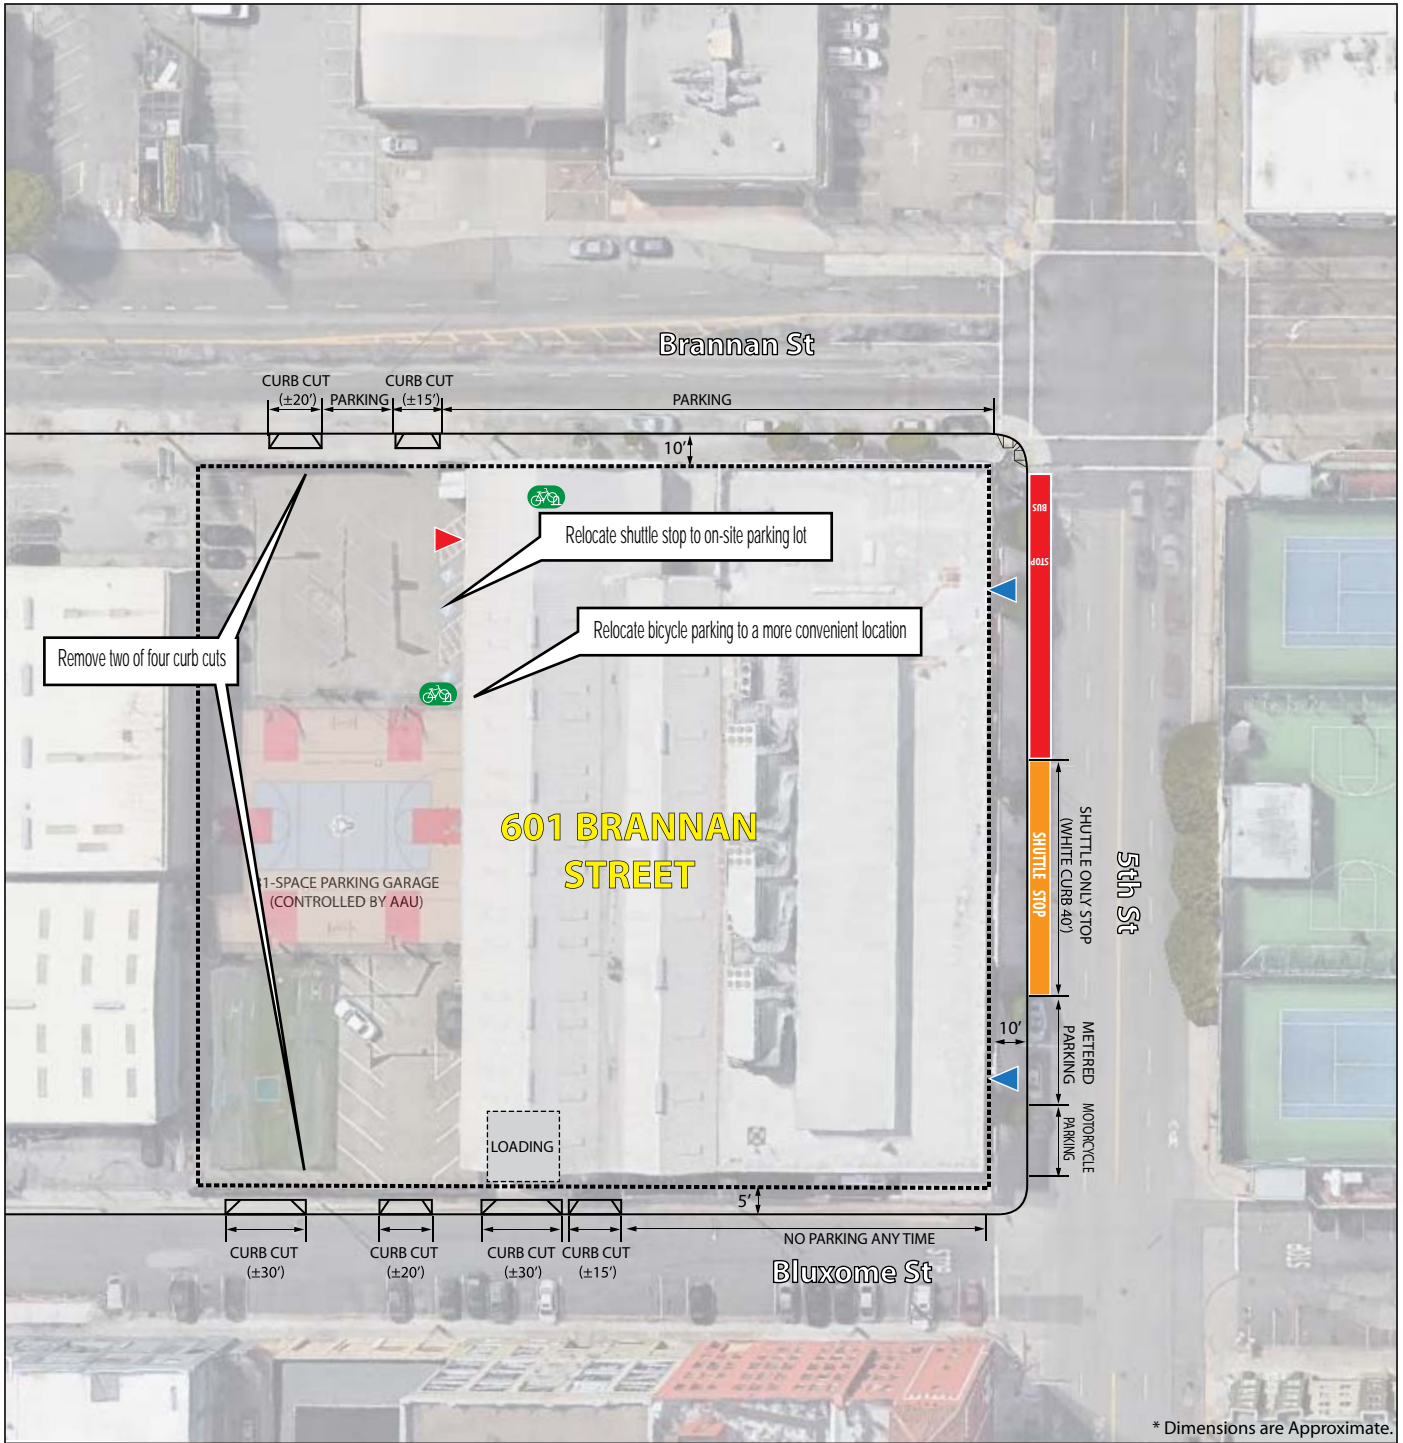 Brannan St
CURB CUT
(±20’)
PARKING
CURB CUT
(±15’)
PARKING
10’
BUS STOP
Relocate shuttle stop to on-site parking lot
Relocate bicycle parking to a more convenient location
Remove two of four curb cuts
601 BRANNAN
STREET
1-SPACE PARKING GARAGE
(CONTROLLED BY AAU)
SHUTTLE STOP
SHUTTLE ONLY STOP
(WHITE CURB 40’)
5th St
10’
METERED
PARKING
MOTORCYCLE
PARKING
LOADING
5’
NO PARKING ANY TIME
CURB CUT
(±30’)
CURB CUT
(±20’)
CURB CUT
(±30’)
CURB CUT
(±15’)
Bluxome St
STOP
* Dimensions are Approximate.